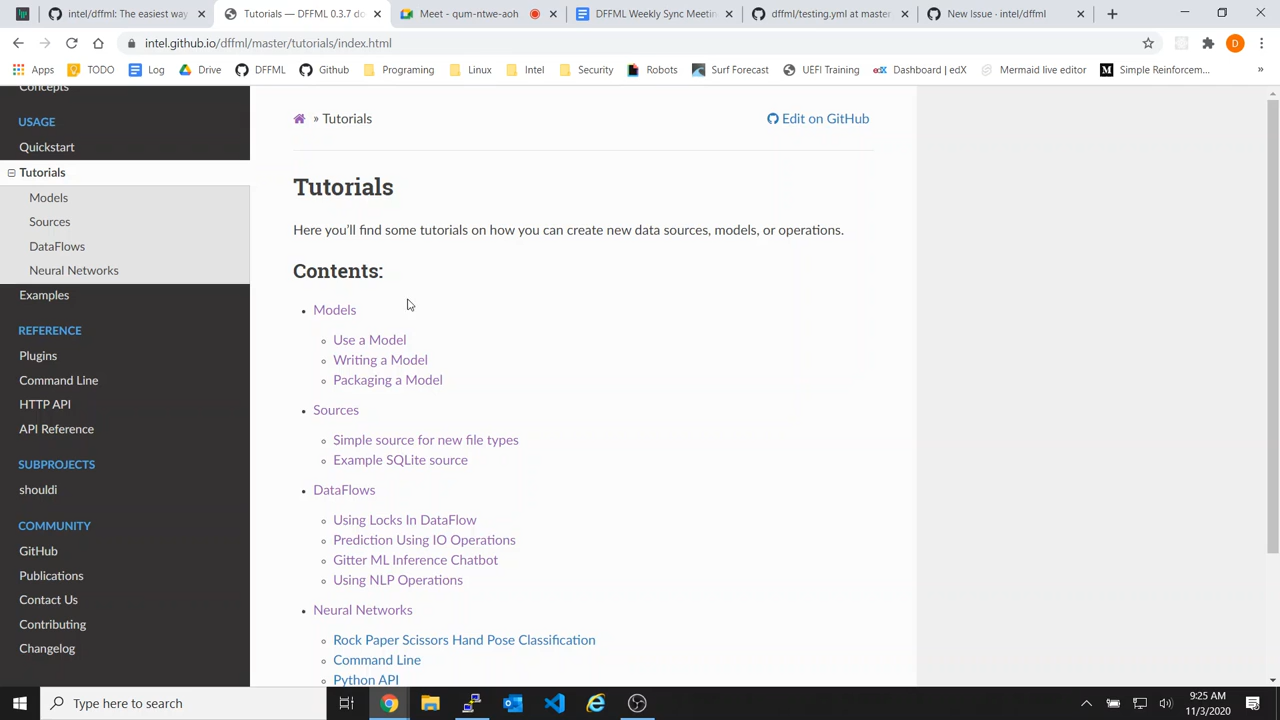 intel/dffml: The easiest way
Tutorials — DFFML 0.3.7 do
Meet - qum-ntwe-aoh
DFFML Weekly Sync Meetin
dffml/testing.yml at master
New Issue · intel/dffml
intel.github.io/dffml/master/tutorials/index.html
D
Apps
TODO
Log
Drive
DFFML
Github
Programing
Linux
Intel
Security
Robots
Surf Forecast
UEFI Training
edX
Dashboard | edX
Mermaid live editor
M
Simple Reinforcem...
»
Concepts
USAGE
Quickstart
Tutorials
Models
Sources
DataFlows
Neural Networks
Examples
REFERENCE
Plugins
Command Line
HTTP API
API Reference
SUBPROJECTS
shouldi
COMMUNITY
GitHub
Publications
Contact Us
Contributing
Changelog
» Tutorials
Edit on GitHub
Tutorials
Here you'll find some tutorials on how you can create new data sources, models, or operations.
Contents:
Models
Use a Model
Writing a Model
Packaging a Model
Sources
Simple source for new file types
Example SQLite source
DataFlows
Using Locks In DataFlow
Prediction Using IO Operations
Gitter ML Inference Chatbot
Using NLP Operations
Neural Networks
Rock Paper Scissors Hand Pose Classification
Command Line
Python API
Type here to search
9:25 AM
11/3/2020